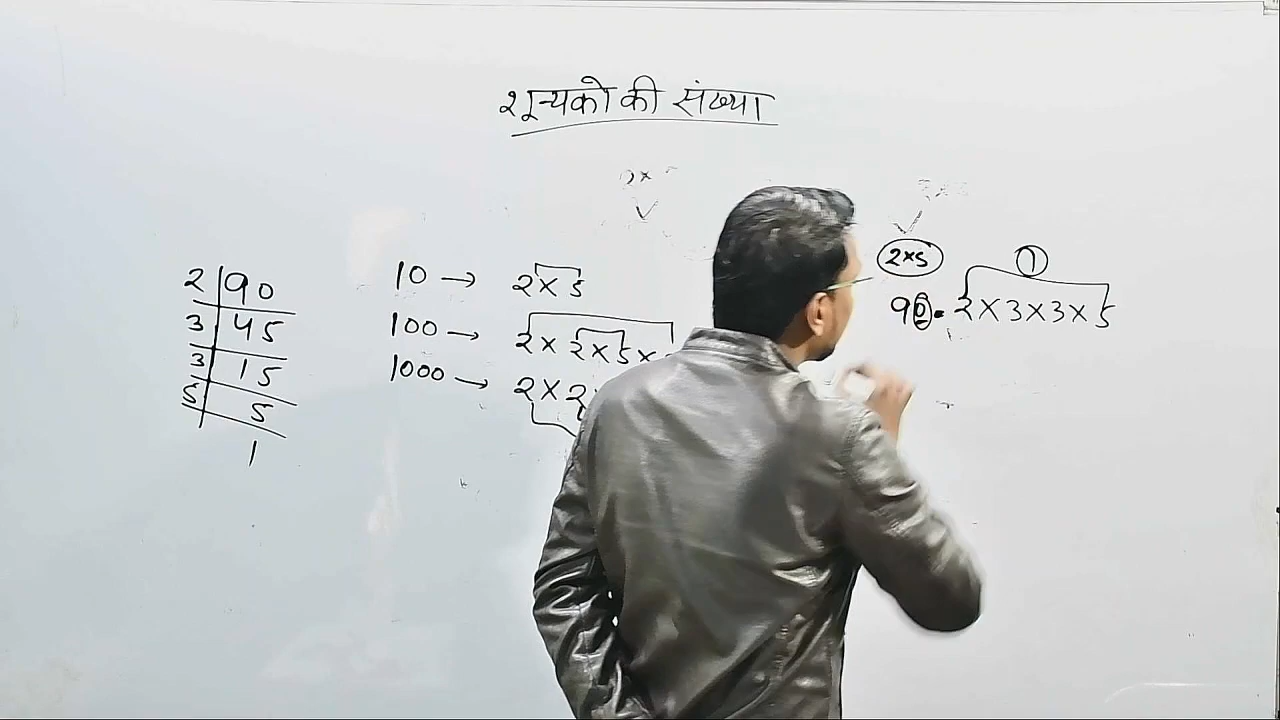 शून्यको की संख्या
2 | 90
3 | 45
3 | 15
5 | 5
1
10 → 2×5
100 → 2×2×5×
1000 → 2×2
2×5
1
90 = 2×3×3×5